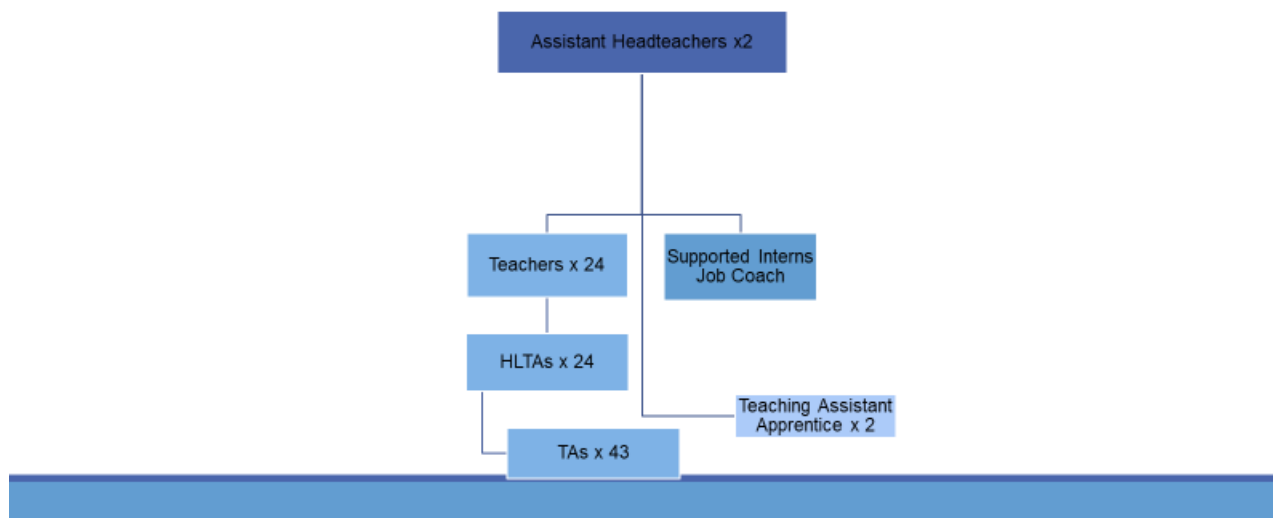 Assistant Headteachers x2
Teachers x 24
Supported Interns
Job Coach
HLTAs x 24
Teaching Assistant
Apprentice x 2
TAs x 43